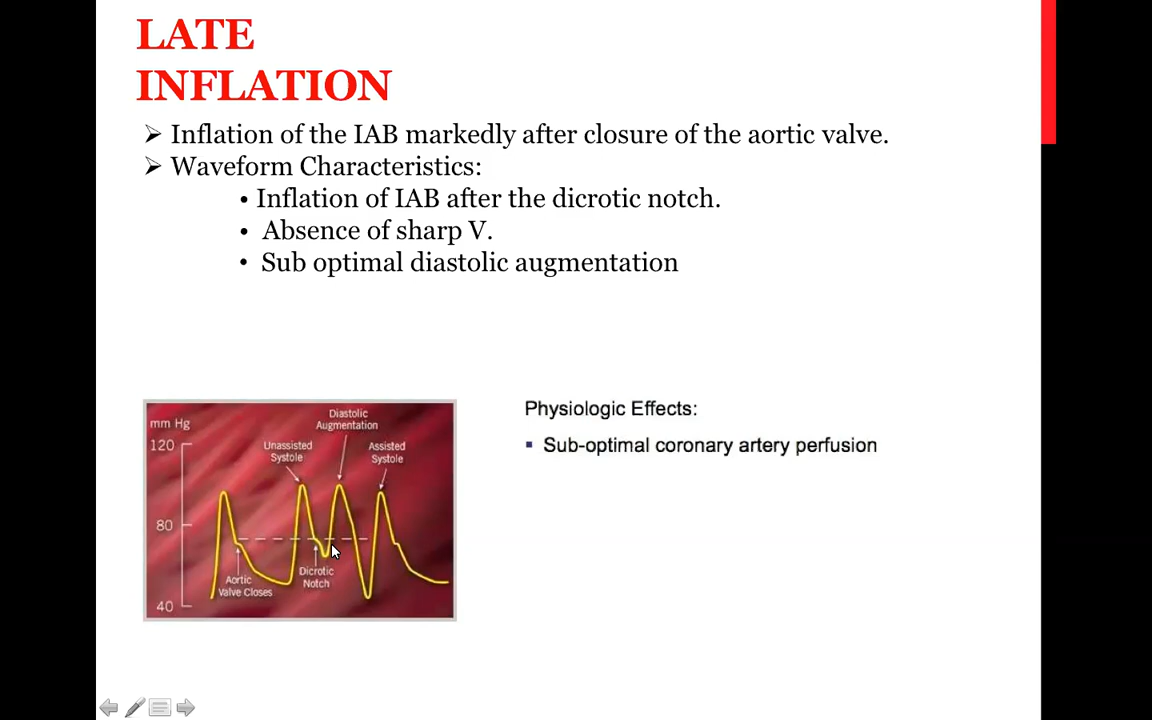 LATE
INFLATION
➢ Inflation of the IAB markedly after closure of the aortic valve.
➢ Waveform Characteristics:
• Inflation of IAB after the dicrotic notch.
• Absence of sharp V.
• Sub optimal diastolic augmentation
mm Hg
120
80
40
Diastolic
Augmentation
Unassisted
Systole
Assisted
Systole
Aortic
Valve Closes
Dicrotic
Notch
Physiologic Effects:
▪ Sub-optimal coronary artery perfusion